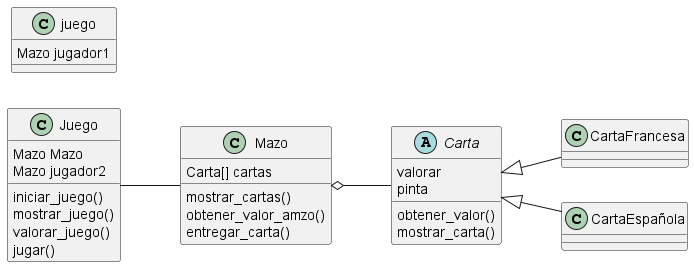 C juego
Mazo jugador1
C Juego
Mazo Mazo
Mazo jugador2
iniciar_juego()
mostrar_juego()
valorar_juego()
jugar()
C Mazo
Carta[] cartas
mostrar_cartas()
obtener_valor_amzo()
entregar_carta()
A Carta
valorar
pinta
obtener_valor()
mostrar_carta()
C CartaFrancesa
C CartaEspañola